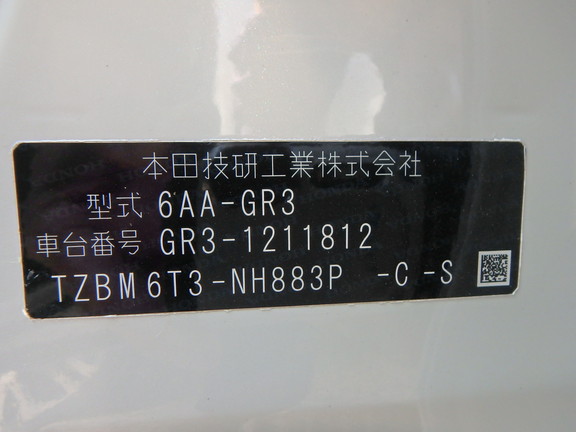 本田技研工業株式会社
型式 6AA-GR3
車台番号 GR3-1211812
TZBM6T3-NH883P -C-S